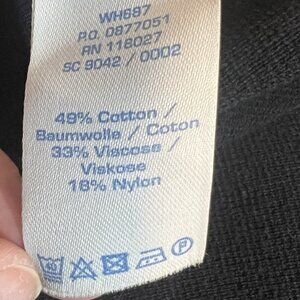 WH687
P.O. 0877051
RN 118027
SC 9042 / 0002
49% Cotton /
Baumwolle / Coton
33% Viscose /
Viskose
18% Nylon
P